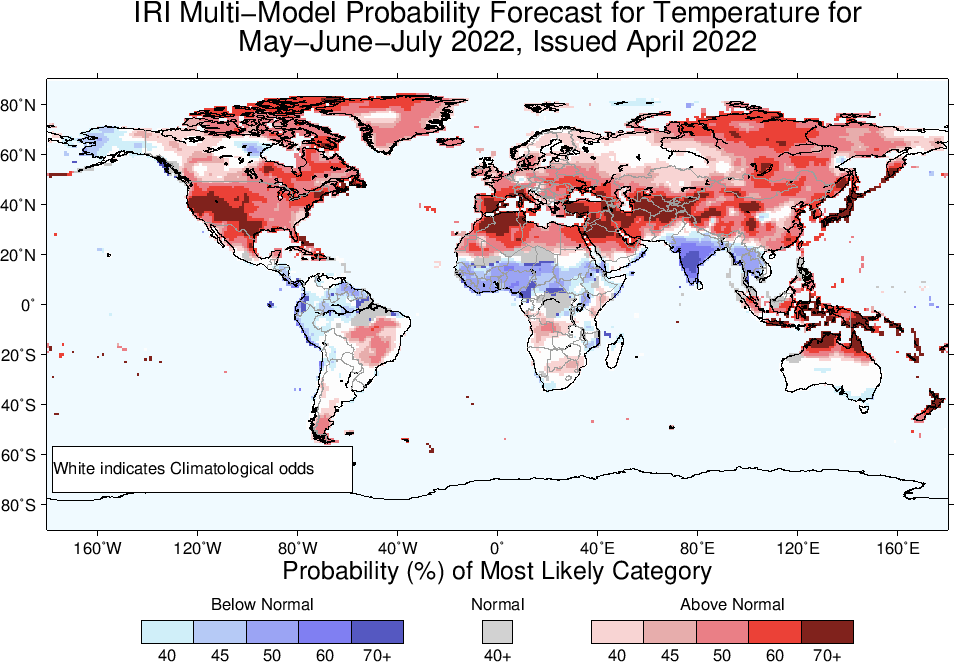 IRI Multi−Model Probability Forecast for Temperature for
May−June−July 2022, Issued April 2022
80˚N
60˚N
40˚N
20˚N
0˚
20˚S
40˚S
60˚S
80˚S
White indicates Climatological odds
160˚W 120˚W 80˚W 40˚W 0˚ 40˚E 80˚E 120˚E 160˚E
Probability (%) of Most Likely Category
Below Normal Normal Above Normal
40 45 50 60 70+ 40+ 40 45 50 60 70+